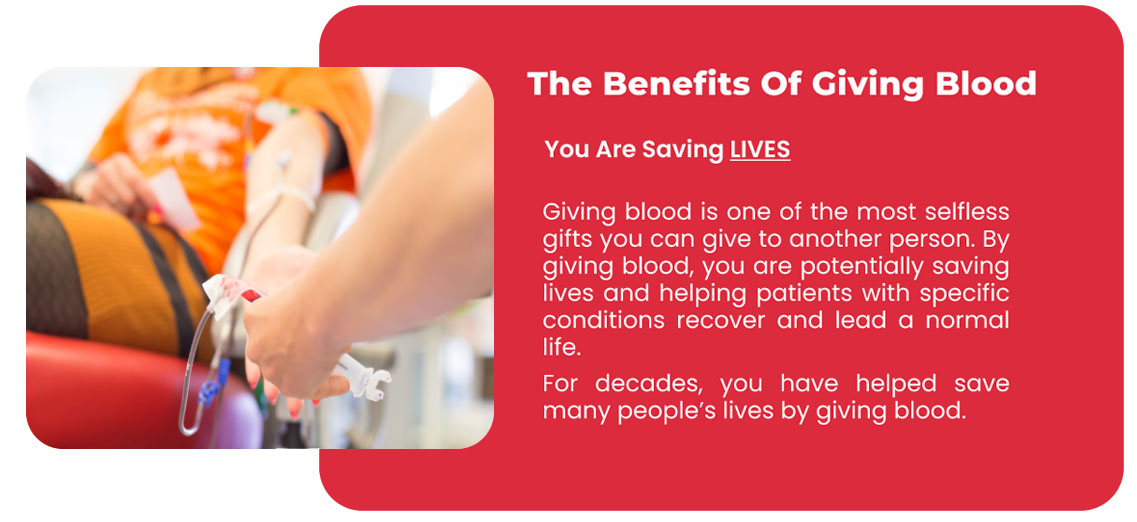 The Benefits Of Giving Blood
You Are Saving LIVES
Giving blood is one of the most selfless
gifts you can give to another person. By
giving blood, you are potentially saving
lives and helping patients with specific
conditions recover and lead a normal
life.
For decades, you have helped save
many people’s lives by giving blood.